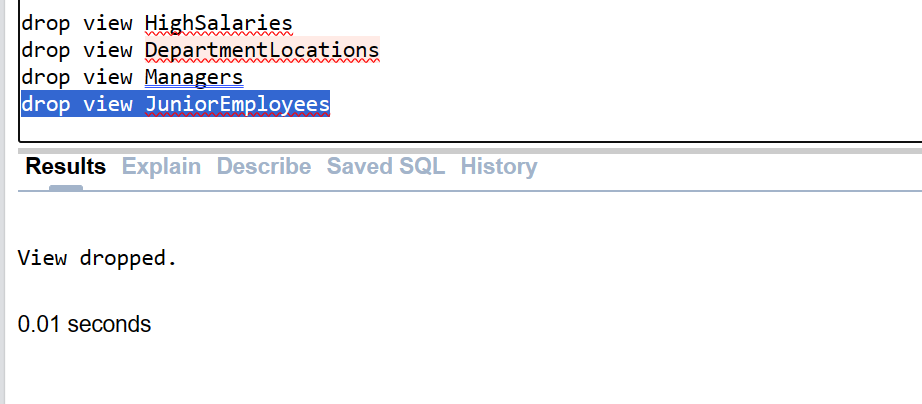 drop view HighSalaries
drop view DepartmentLocations
drop view Managers
drop view JuniorEmployees
Results Explain Describe Saved SQL History
View dropped.
0.01 seconds